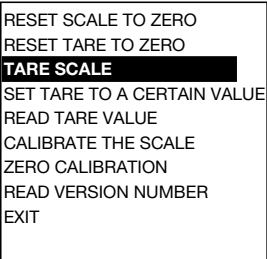 RESET SCALE TO ZERO
RESET TARE TO ZERO
TARE SCALE
SET TARE TO A CERTAIN VALUE
READ TARE VALUE
CALIBRATE THE SCALE
ZERO CALIBRATION
READ VERSION NUMBER
EXIT